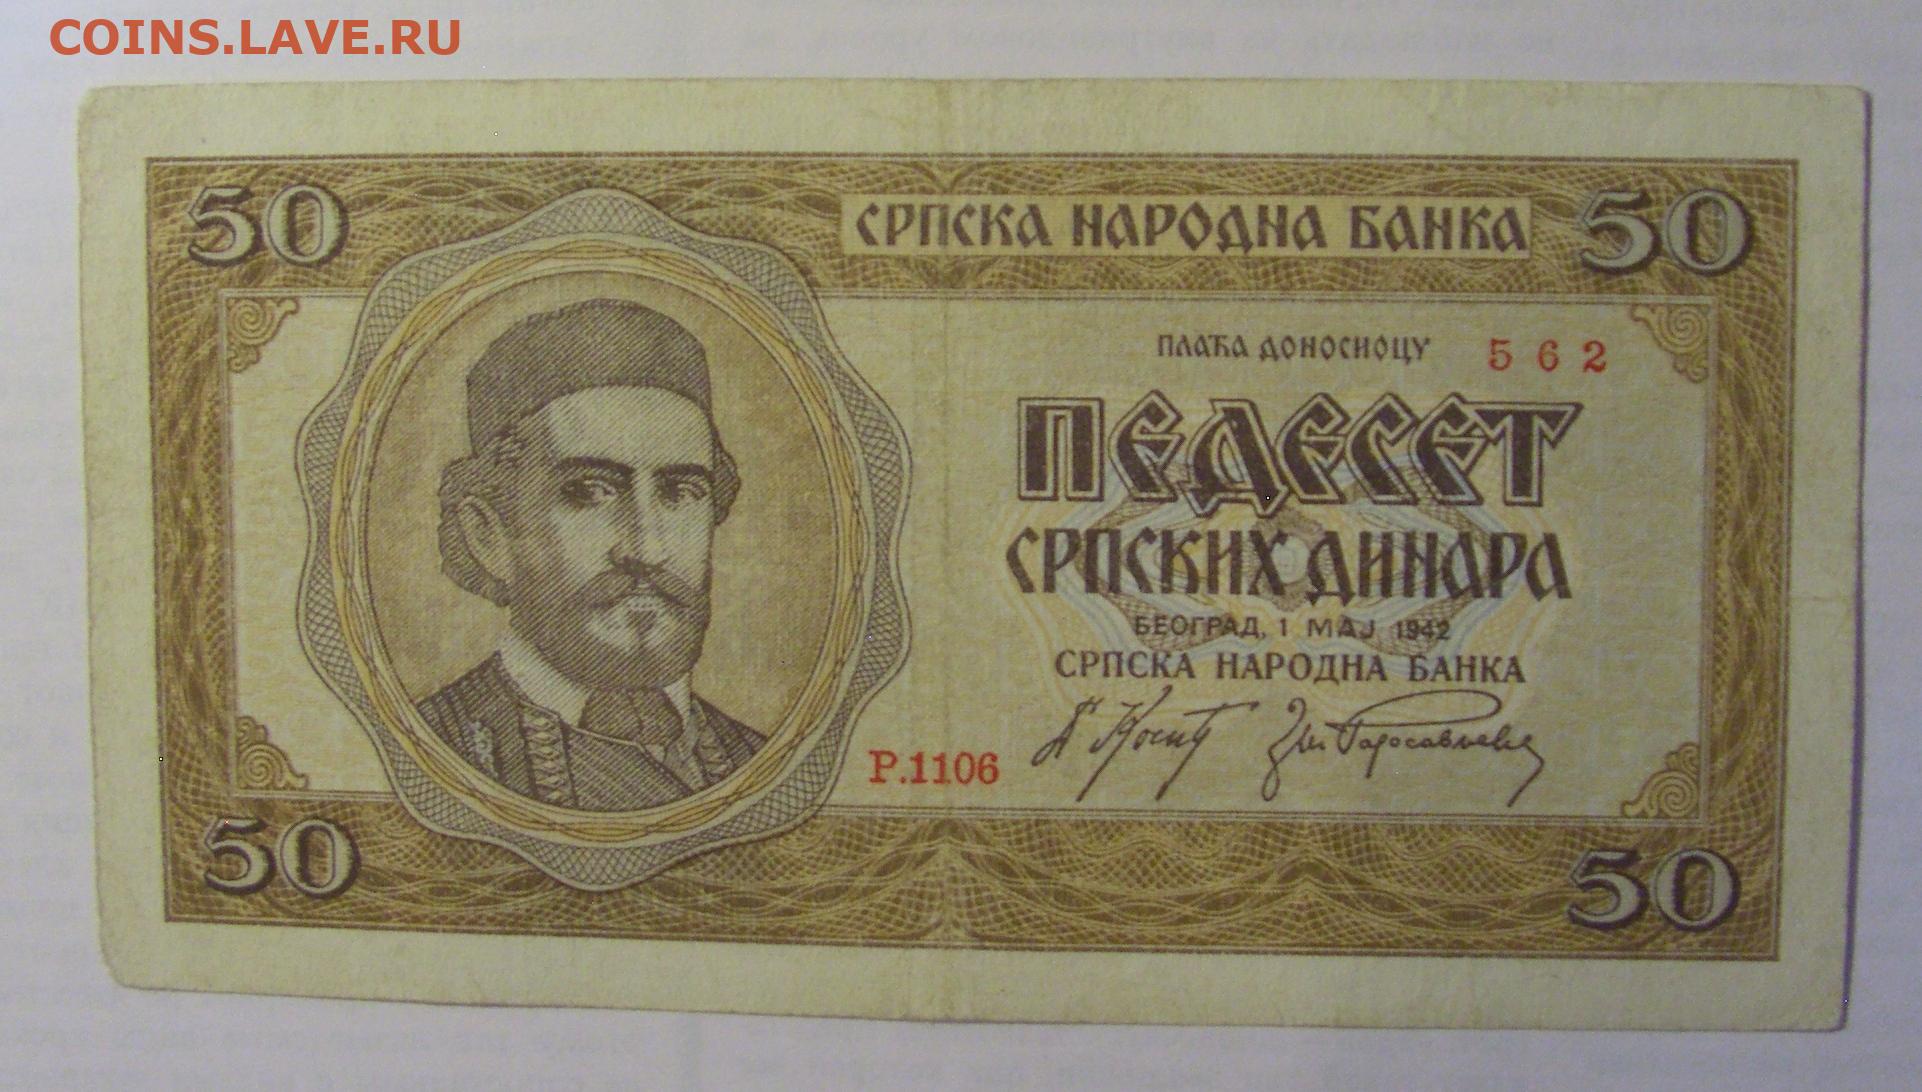 COINS.LAVE.RU
50
СРПСКА НАРОДНА БАНКА
50
ПЛАЋА ДОНОСИОЦУ
562
ПЕДЕСЕТ
СРПСКИХ ДИНАРА
БЕОГРАД, 1 МАЈ 1942
СРПСКА НАРОДНА БАНКА
P.1106
50
50